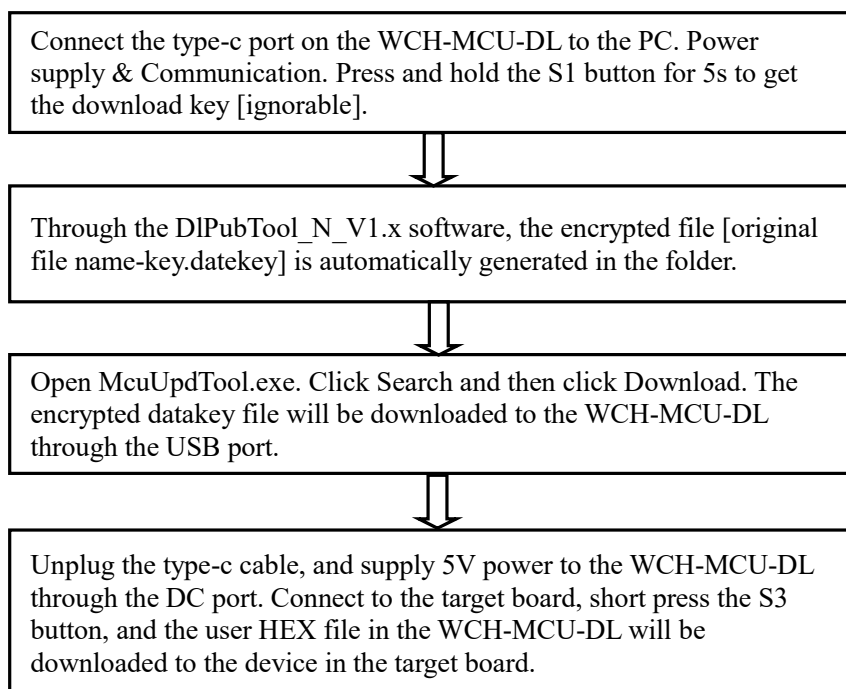 Connect the type-c port on the WCH-MCU-DL to the PC. Power
supply & Communication. Press and hold the S1 button for 5s to get
the download key [ignorable].
Through the DlPubTool_N_V1.x software, the encrypted file [original
file name-key.datekey] is automatically generated in the folder.
Open McuUpdTool.exe. Click Search and then click Download. The
encrypted datakey file will be downloaded to the WCH-MCU-DL
through the USB port.
Unplug the type-c cable, and supply 5V power to the WCH-MCU-DL
through the DC port. Connect to the target board, short press the S3
button, and the user HEX file in the WCH-MCU-DL will be
downloaded to the device in the target board.